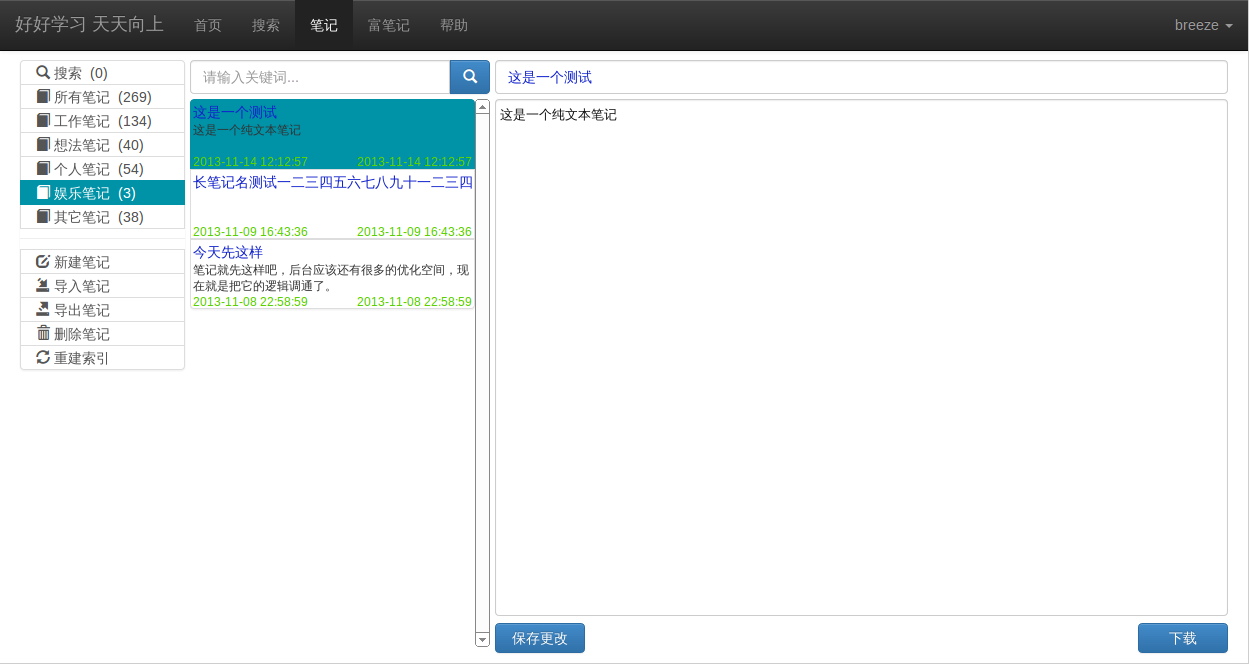 好好学习 天天向上 首页 搜索 笔记 富笔记 帮助 breeze
搜索 (0)
所有笔记 (269)
工作笔记 (134)
想法笔记 (40)
个人笔记 (54)
娱乐笔记 (3)
其它笔记 (38)
新建笔记
导入笔记
导出笔记
删除笔记
重建索引
请输入关键词...
这是一个测试
这是一个纯文本笔记
2013-11-14 12:12:57 2013-11-14 12:12:57
长笔记名测试一二三四五六七八九十一二三四
2013-11-09 16:43:36 2013-11-09 16:43:36
今天先这样
笔记就先这样吧，后台应该还有很多的优化空间，现
在就是把它的逻辑调通了。
2013-11-08 22:58:59 2013-11-08 22:58:59
这是一个测试
这是一个纯文本笔记
保存更改 下载